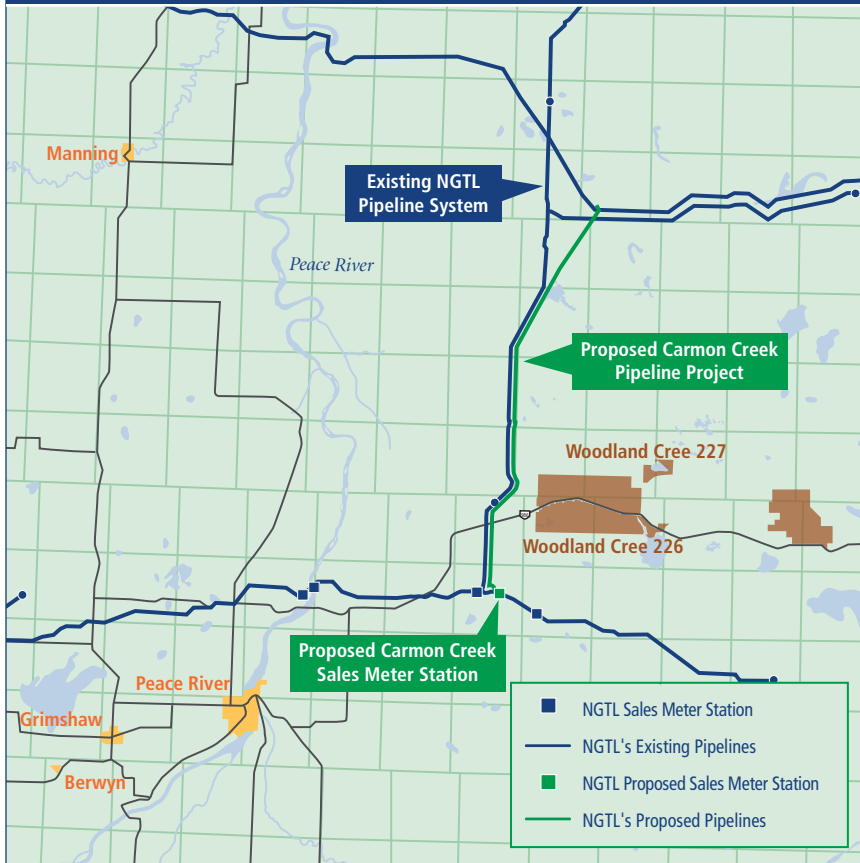 Manning
Existing NGTL
Pipeline System
Peace River
Proposed Carmon Creek
Pipeline Project
Woodland Cree 227
Woodland Cree 226
Proposed Carmon Creek
Sales Meter Station
Peace River
Grimshaw
Berwyn
NGTL Sales Meter Station
NGTL's Existing Pipelines
NGTL Proposed Sales Meter Station
NGTL's Proposed Pipelines